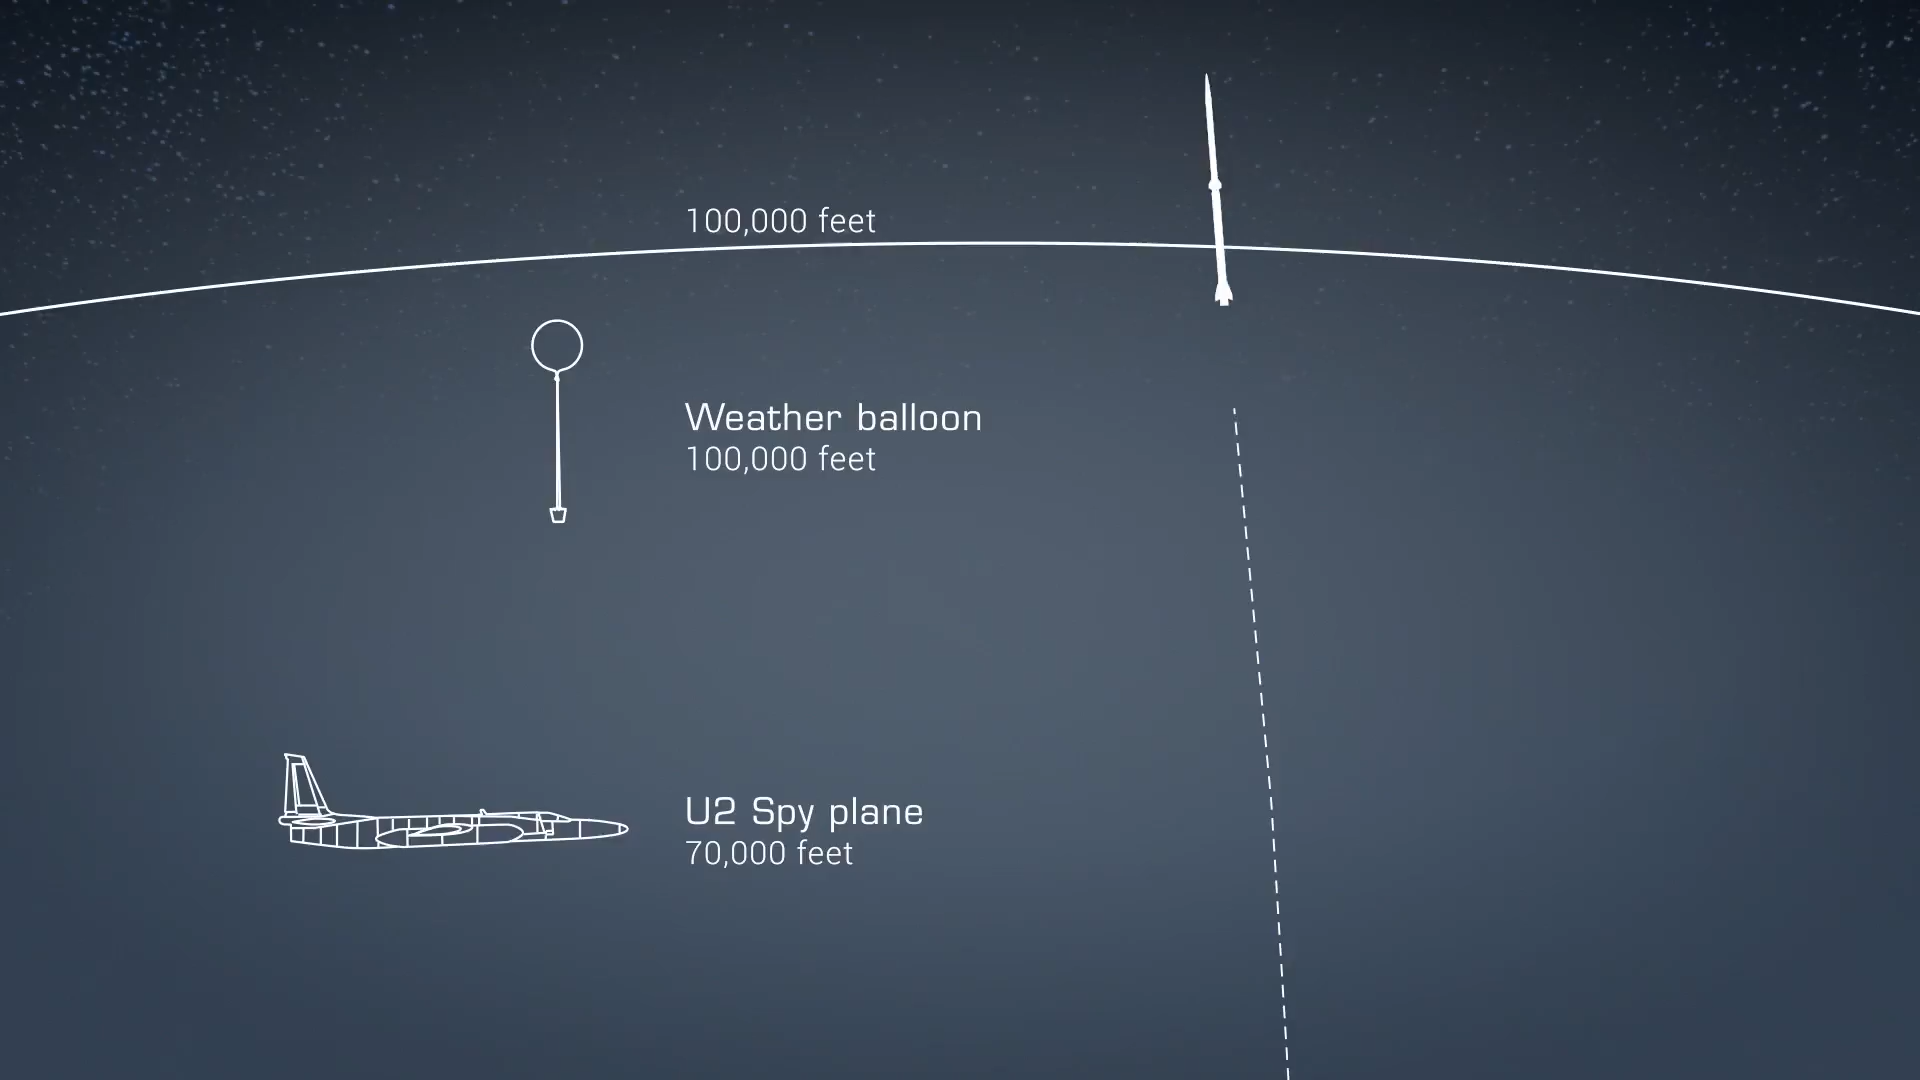 100,000 feet
Weather balloon
100,000 feet
U2 Spy plane
70,000 feet